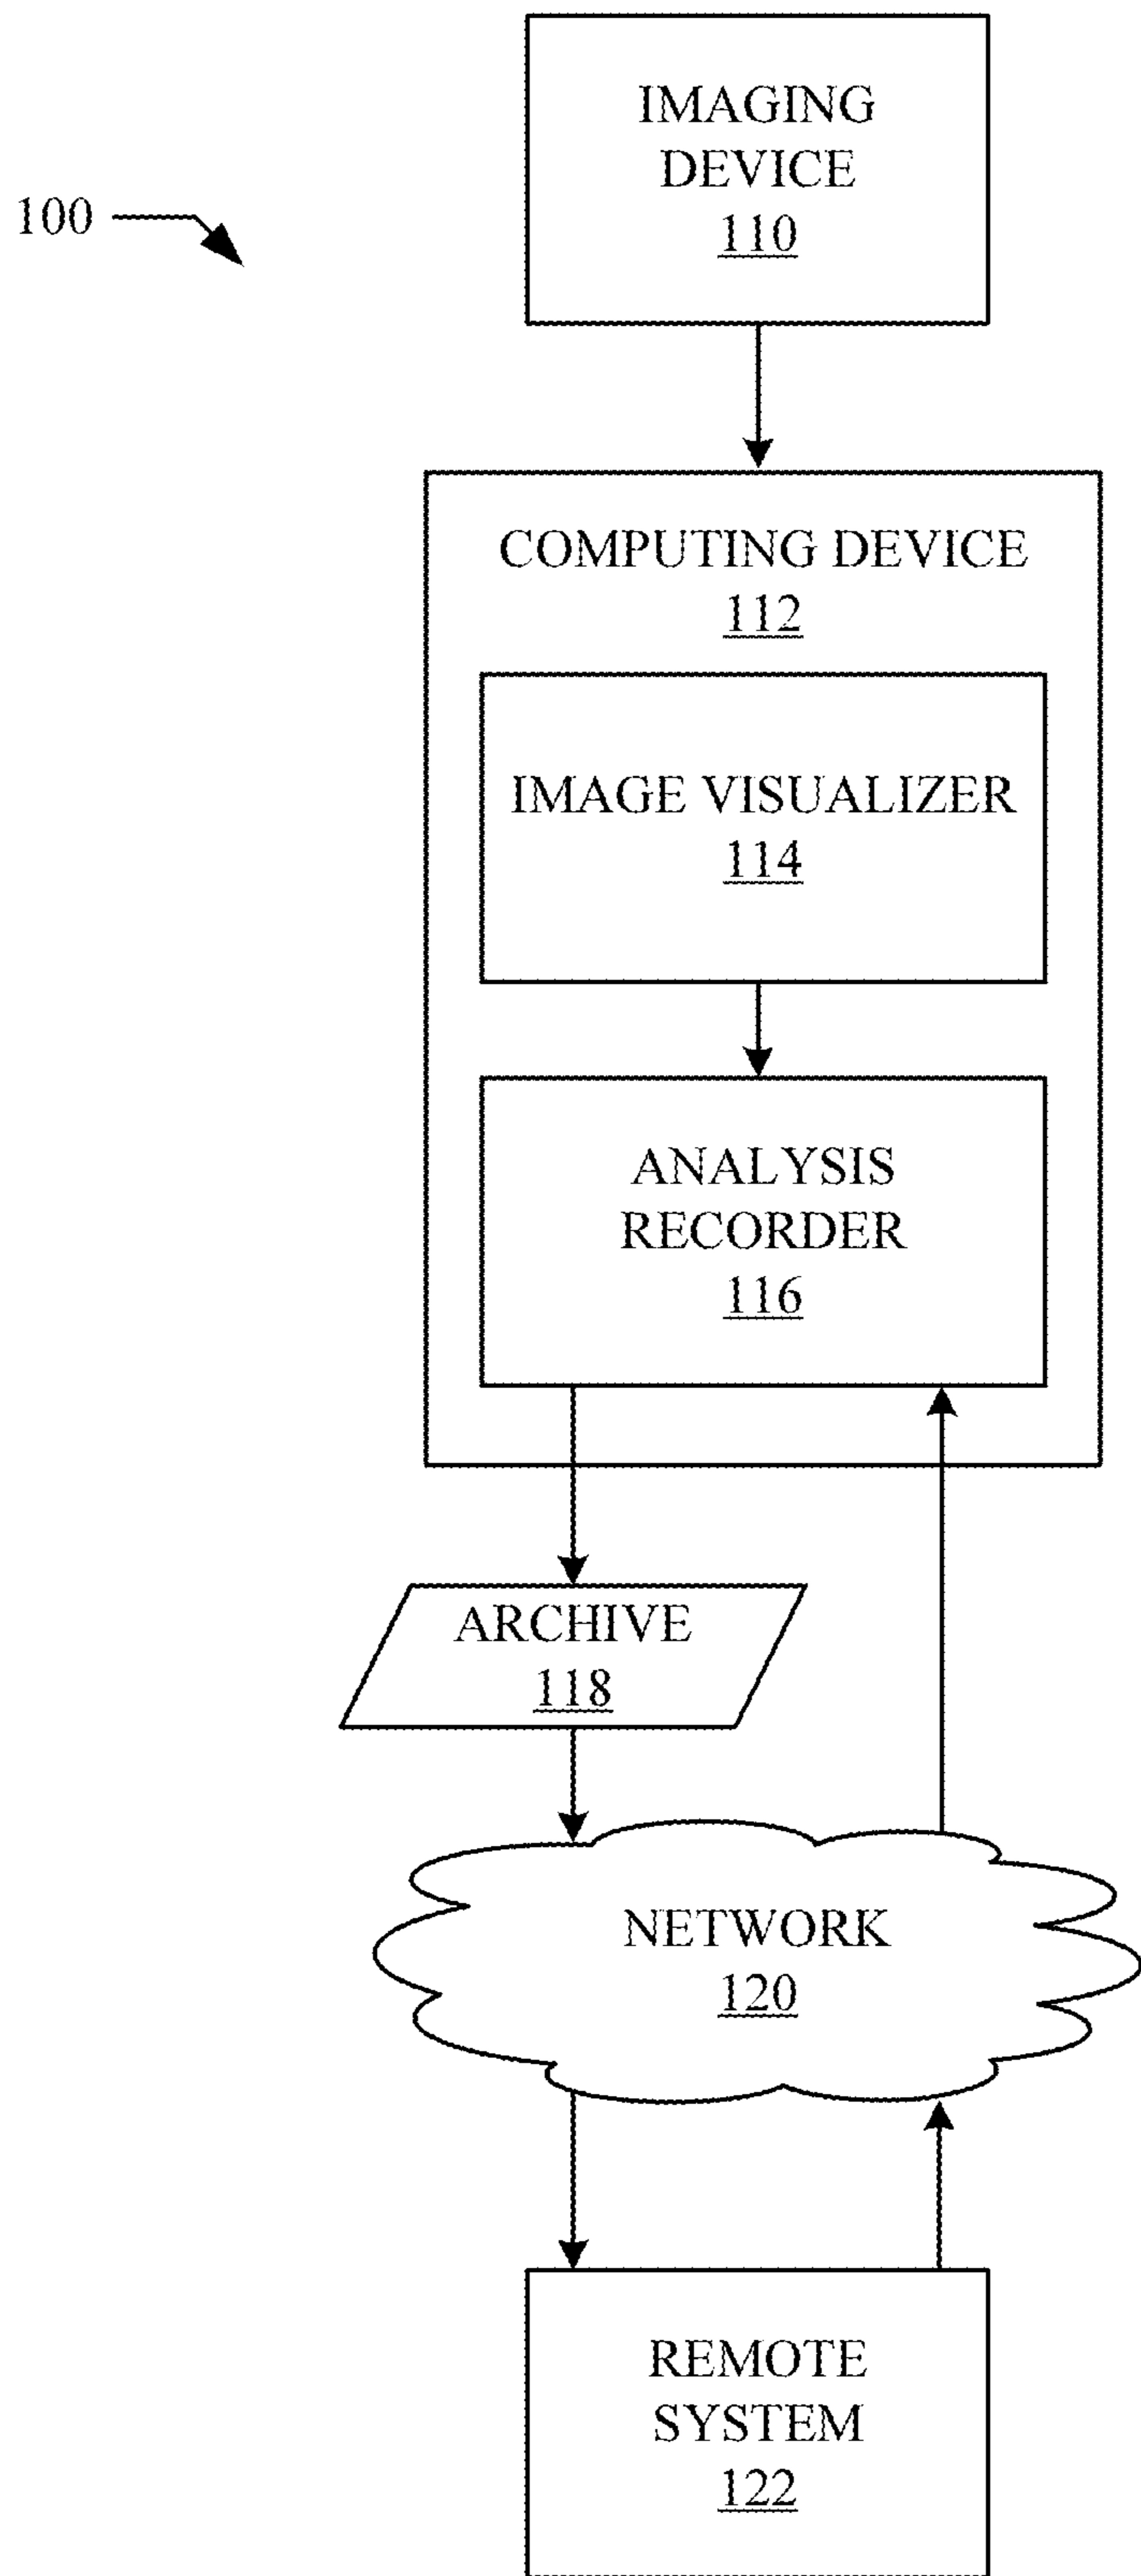 IMAGING
DEVICE
110
100
COMPUTING DEVICE
112
IMAGE VISUALIZER
114
ANALYSIS
RECORDER
116
ARCHIVE
118
NETWORK
120
REMOTE
SYSTEM
122